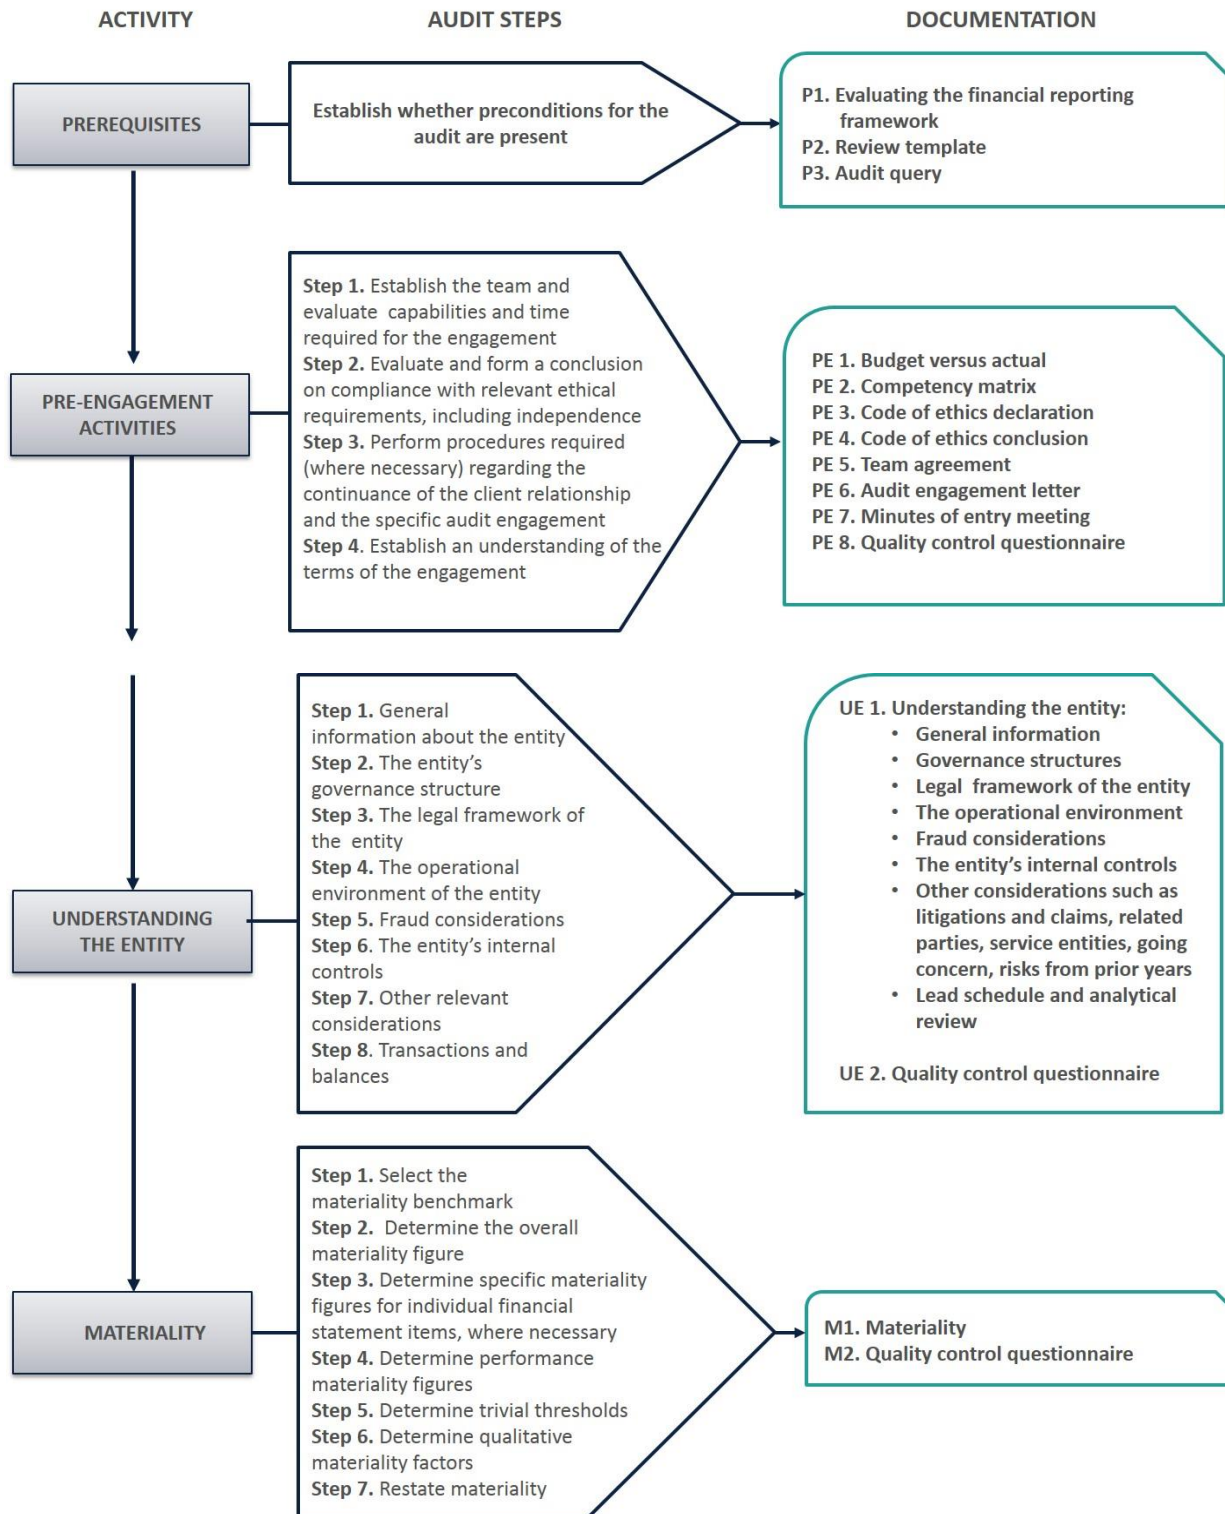 ACTIVITY
AUDIT STEPS
DOCUMENTATION
PREREQUISITES
Establish whether preconditions for the
audit are present
P1. Evaluating the financial reporting
framework
P2. Review template
P3. Audit query
PRE-ENGAGEMENT
ACTIVITIES
Step 1. Establish the team and
evaluate capabilities and time
required for the engagement
Step 2. Evaluate and form a conclusion
on compliance with relevant ethical
requirements, including independence
Step 3. Perform procedures required
(where necessary) regarding the
continuance of the client relationship
and the specific audit engagement
Step 4. Establish an understanding of the
terms of the engagement
PE 1. Budget versus actual
PE 2. Competency matrix
PE 3. Code of ethics declaration
PE 4. Code of ethics conclusion
PE 5. Team agreement
PE 6. Audit engagement letter
PE 7. Minutes of entry meeting
PE 8. Quality control questionnaire
UNDERSTANDING
THE ENTITY
Step 1. General
information about the entity
Step 2. The entity’s
governance structure
Step 3. The legal framework of
the entity
Step 4. The operational
environment of the entity
Step 5. Fraud considerations
Step 6. The entity’s internal
controls
Step 7. Other relevant
considerations
Step 8. Transactions and
balances
UE 1. Understanding the entity:
• General information
• Governance structures
• Legal framework of the entity
• The operational environment
• Fraud considerations
• The entity’s internal controls
• Other considerations such as
litigations and claims, related
parties, service entities, going
concern, risks from prior years
• Lead schedule and analytical
review
UE 2. Quality control questionnaire
MATERIALITY
Step 1. Select the
materiality benchmark
Step 2. Determine the overall
materiality figure
Step 3. Determine specific materiality
figures for individual financial
statement items, where necessary
Step 4. Determine performance
materiality figures
Step 5. Determine trivial thresholds
Step 6. Determine qualitative
materiality factors
Step 7. Restate materiality
M1. Materiality
M2. Quality control questionnaire